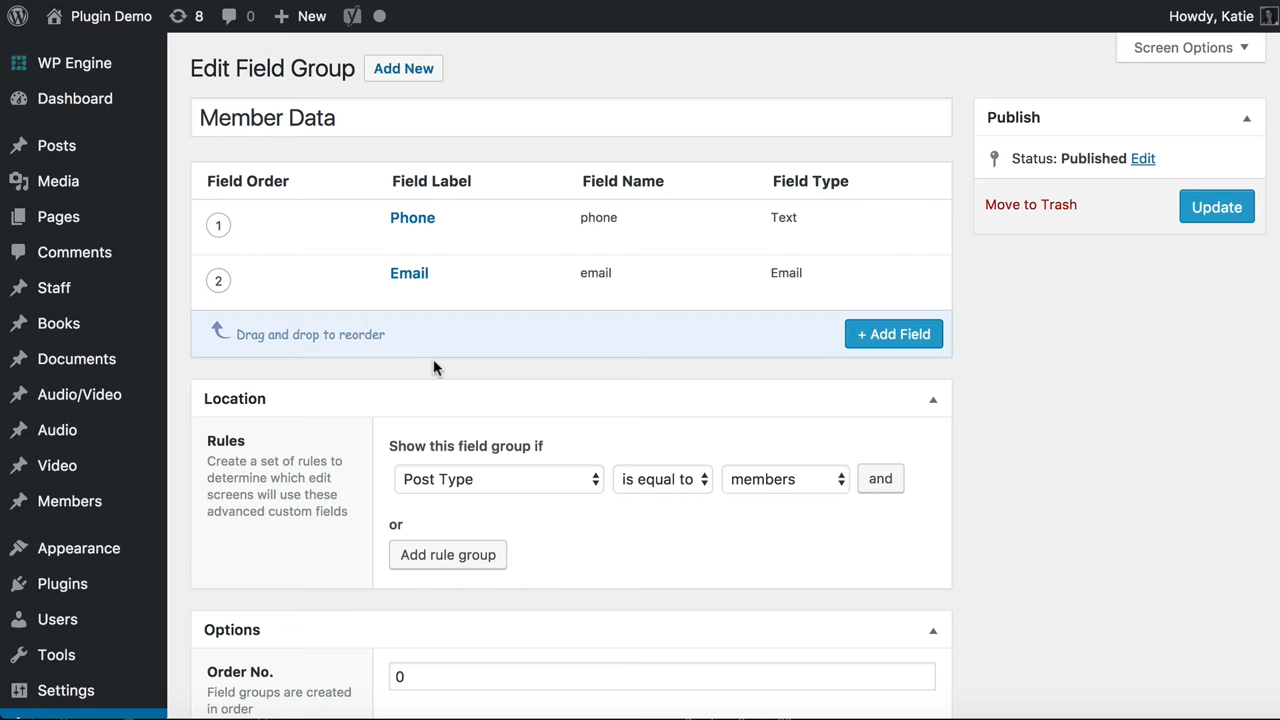 Plugin Demo 8 0 New Howdy, Katie
Screen Options
WP Engine
Dashboard
Posts
Media
Pages
Comments
Staff
Books
Documents
Audio/Video
Audio
Video
Members
Appearance
Plugins
Users
Tools
Settings
Edit Field Group Add New
Member Data
Field Order Field Label Field Name Field Type
1 Phone phone Text
2 Email email Email
Drag and drop to reorder + Add Field
Location
Rules
Create a set of rules to
determine which edit
screens will use these
advanced custom fields
Show this field group if
Post Type is equal to members and
or
Add rule group
Options
Order No.
Field groups are created
in order
0
Publish
Status: Published Edit
Move to Trash Update